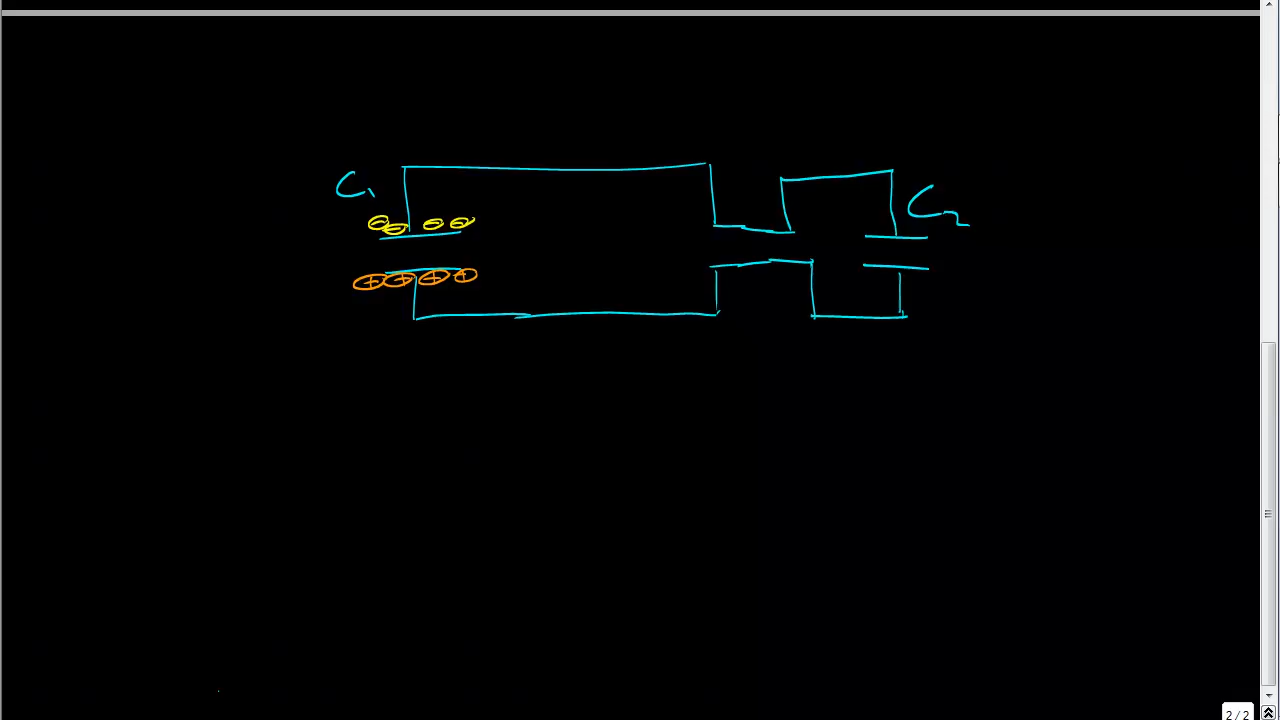 C₁
C₂
− − − −
+ + + +
2 / 2